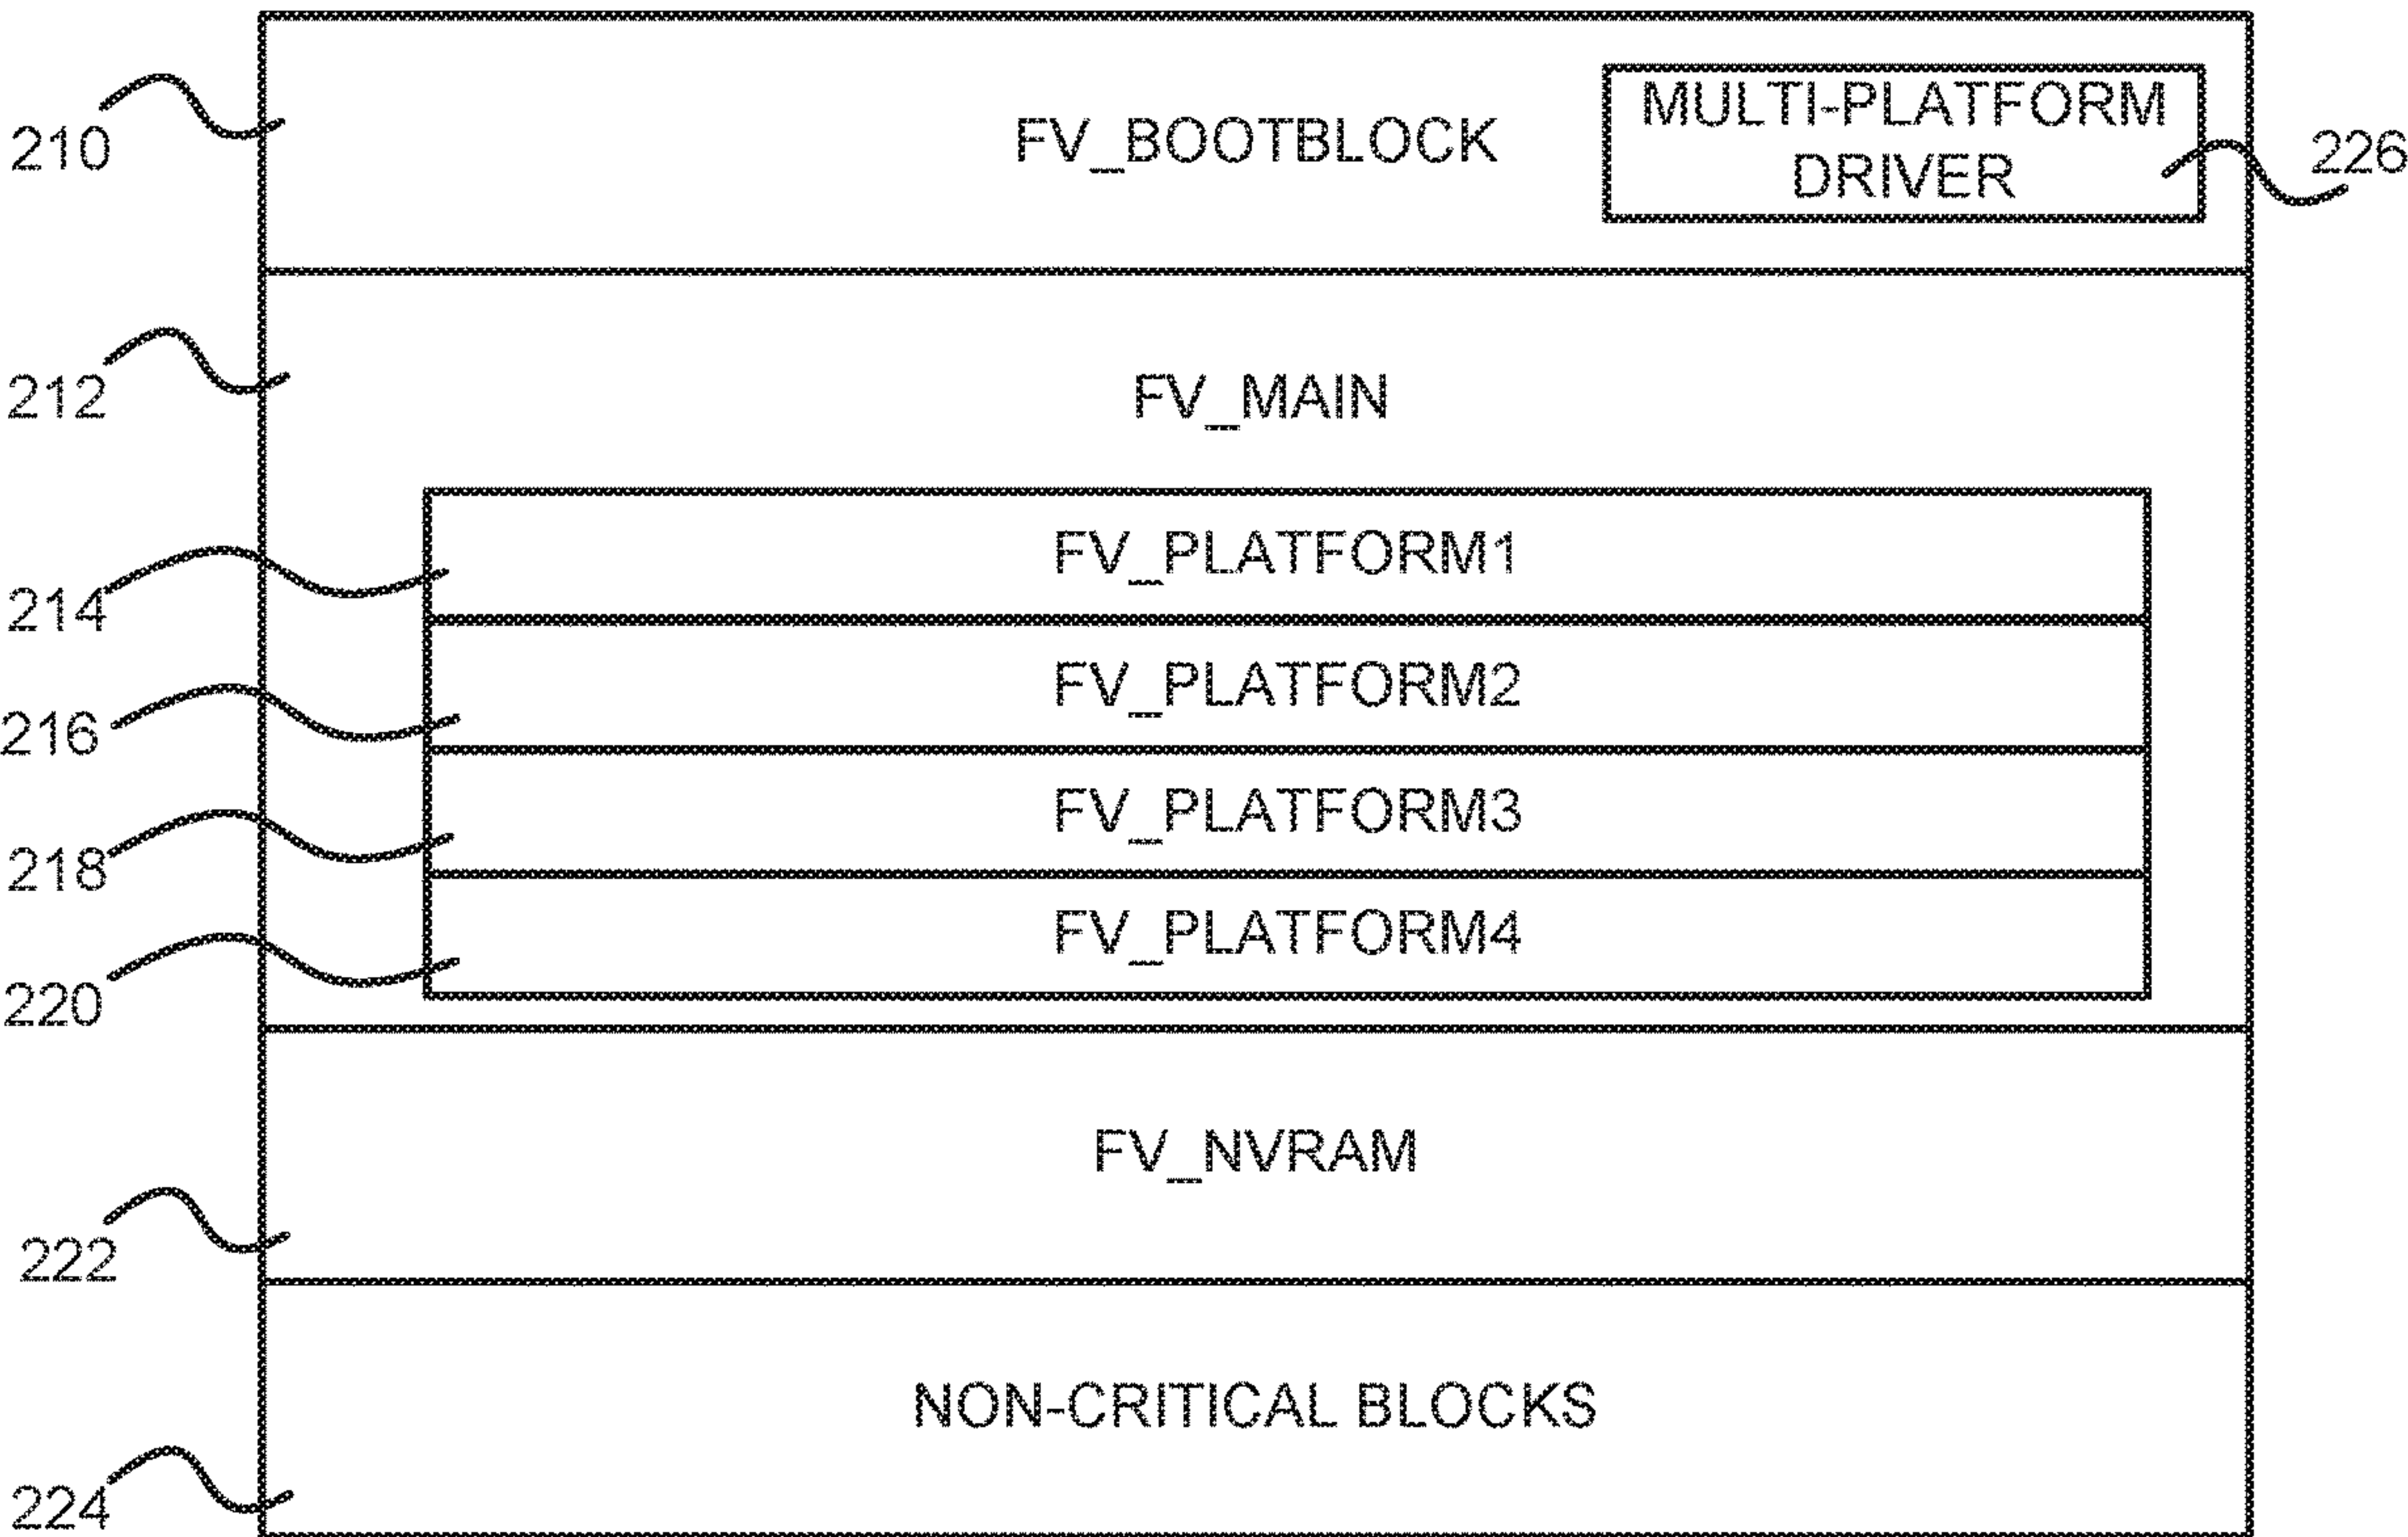 MULTI-PLATFORM
DRIVER
FV_BOOTBLOCK
210
226
212
FV_MAIN
FV_PLATFORM1
214
FV_PLATFORM2
216
FV_PLATFORM3
218
FV_PLATFORM4
220
FV_NVRAM
222
NON-CRITICAL BLOCKS
224